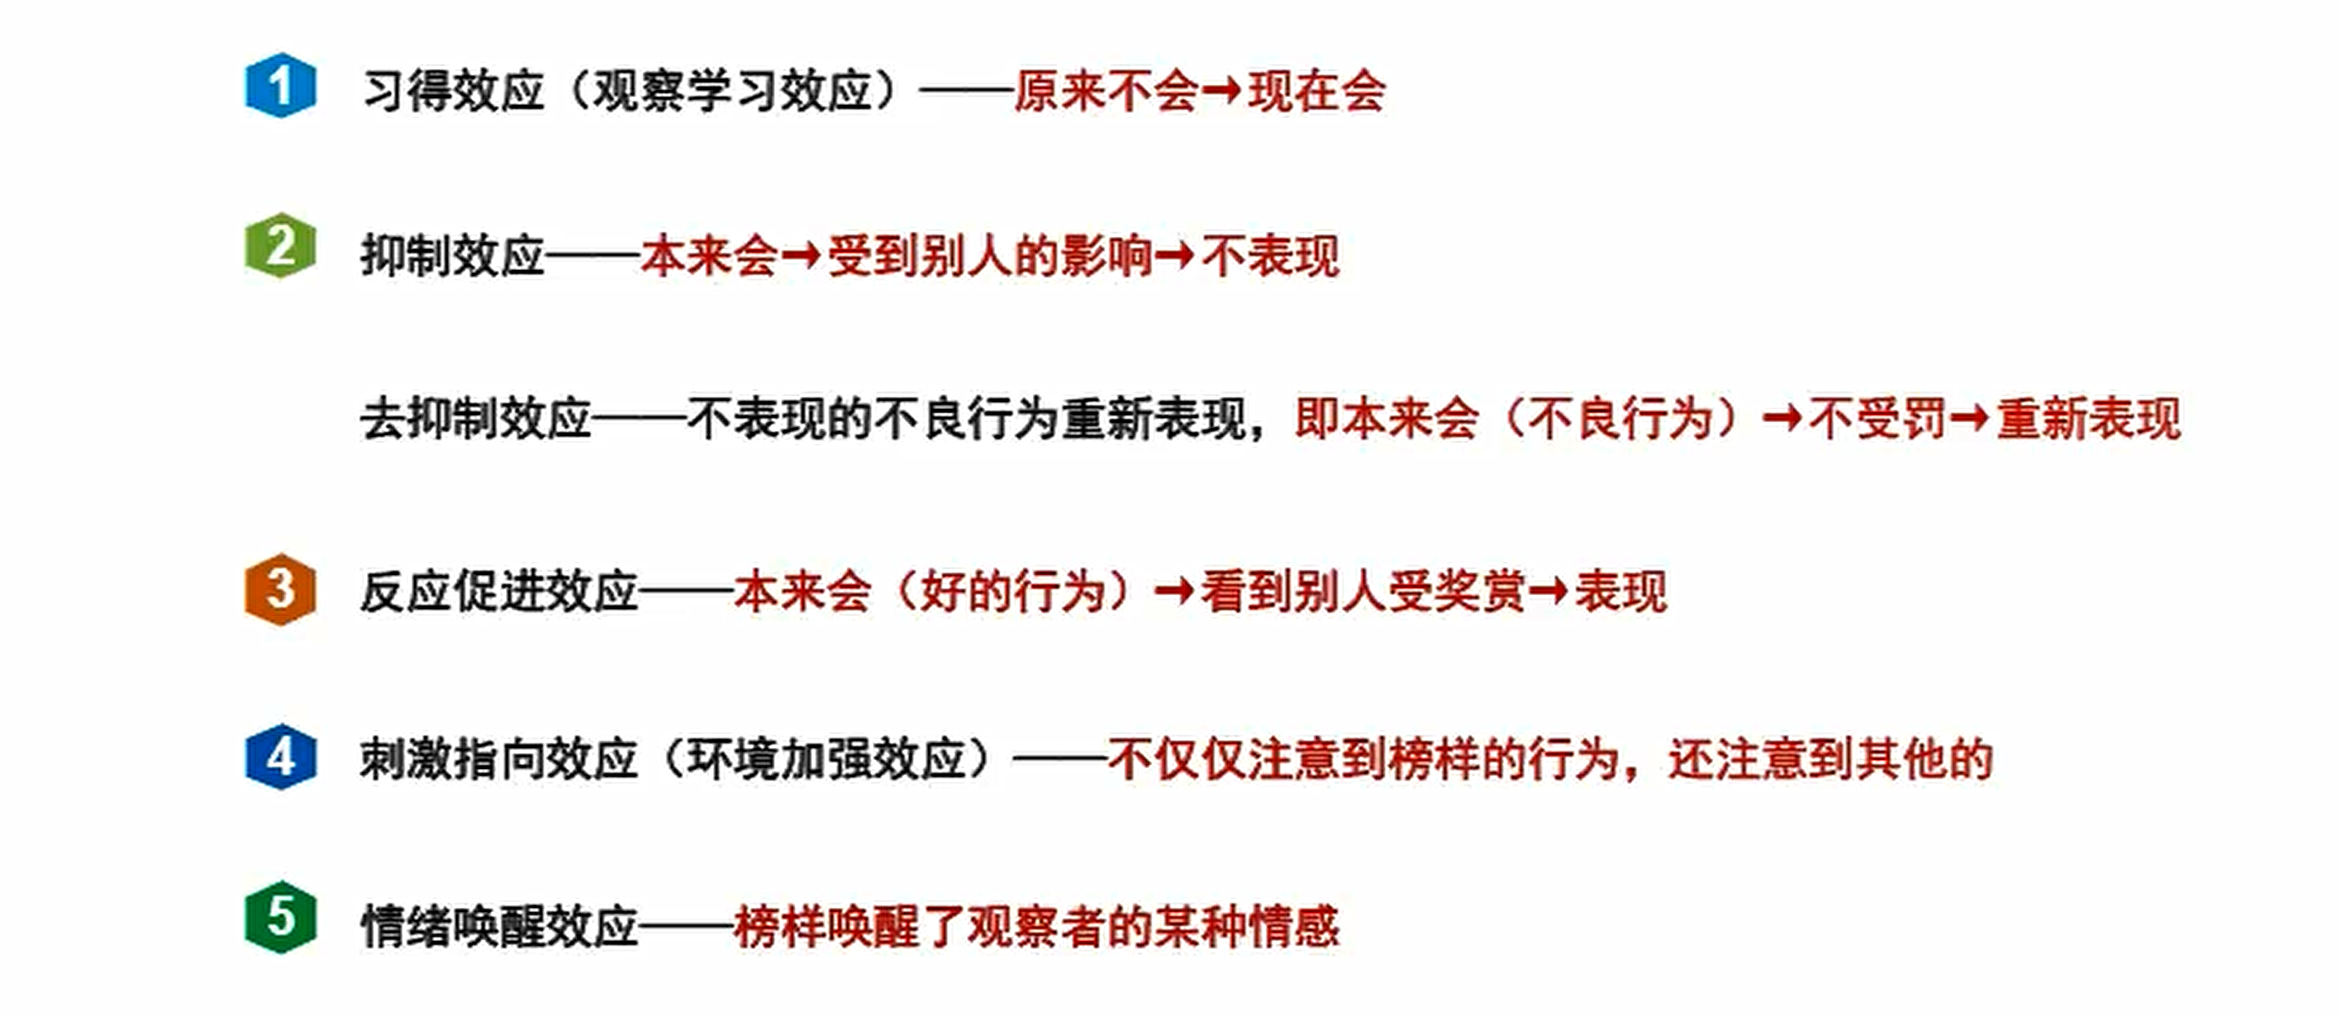 1 习得效应（观察学习效应）——原来不会→现在会
2 抑制效应——本来会→受到别人的影响→不表现
去抑制效应——不表现的不良行为重新表现，即本来会（不良行为）→不受罚→重新表现
3 反应促进效应——本来会（好的行为）→看到别人受奖赏→表现
4 刺激指向效应（环境加强效应）——不仅仅注意到榜样的行为，还注意到其他的
5 情绪唤醒效应——榜样唤醒了观察者的某种情感